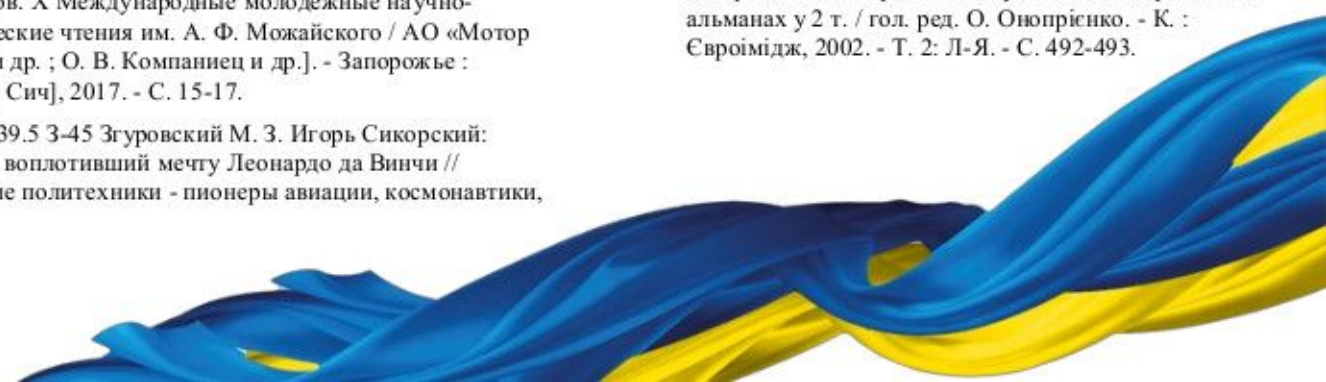 ов. X Международные молодежные научно-
еские чтения им. А. Ф. Можайского / АО «Мотор
и др. ; О. В. Компаниец и др.]. - Запорожье :
Сич], 2017. - С. 15-17.
39.5 З-45 Згуровский М. З. Игорь Сикорский:
воплотивший мечту Леонардо да Винчи //
ие политехники - пионеры авиации, космонавтики,
альманах у 2 т. / гол. ред. О. Онопрієнко. - К. :
Євроімідж, 2002. - Т. 2: Л-Я. - С. 492-493.